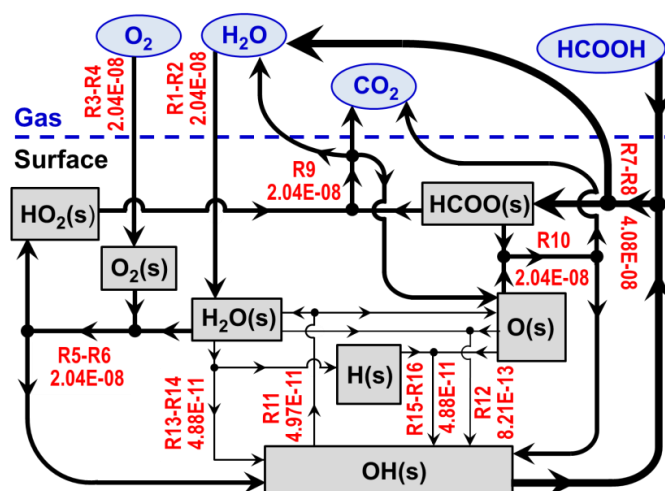 O₂
H₂O
HCOOH
CO₂
R3-R4
2.04E-08
R1-R2
2.04E-08
Gas
Surface
R9
2.04E-08
R7-R8
4.08E-08
HO₂(s)
HCOO(s)
R10
2.04E-08
O₂(s)
H₂O(s)
O(s)
R5-R6
2.04E-08
H(s)
R13-R14
4.88E-11
R11
4.97E-11
R15-R16
4.88E-11
R12
8.21E-13
OH(s)